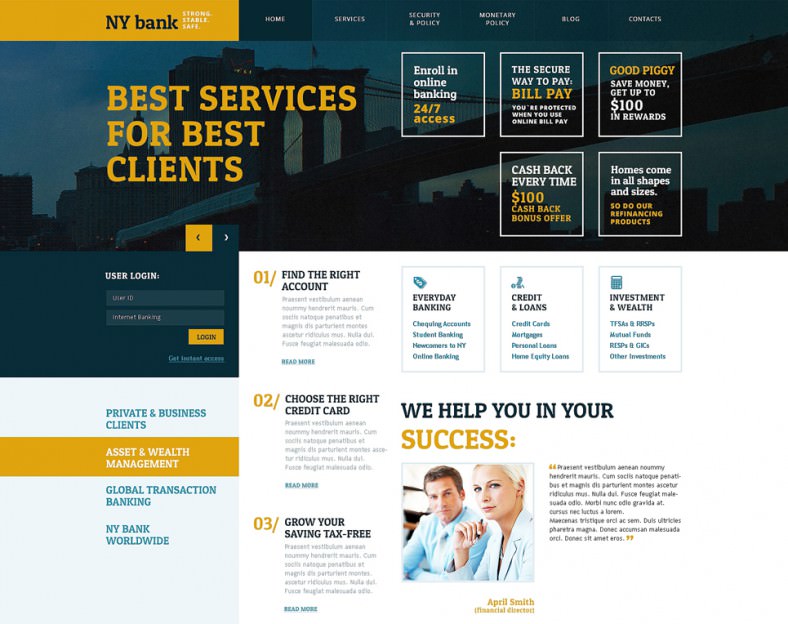 NY bank
STRONG.
STABLE.
SAFE.
HOME
SERVICES
SECURITY
& POLICY
MONETARY
POLICY
BLOG
CONTACTS
BEST SERVICES
FOR BEST
CLIENTS
Enroll in
online
banking
24/7
access
THE SECURE
WAY TO PAY:
BILL PAY
YOU`RE PROTECTED
WHEN YOU USE
ONLINE BILL PAY
GOOD PIGGY
SAVE MONEY,
GET UP TO
$100
IN REWARDS
CASH BACK
EVERY TIME
$100
CASH BACK
BONUS OFFER
Homes come
in all shapes
and sizes.
SO DO OUR
REFINANCING
PRODUCTS
USER LOGIN:
User ID
Internet Banking
LOGIN
Get instant access
PRIVATE & BUSINESS
CLIENTS
ASSET & WEALTH
MANAGEMENT
GLOBAL TRANSACTION
BANKING
NY BANK
WORLDWIDE
01/ FIND THE RIGHT
ACCOUNT
Praesent vestibulum aenean
noummy hendrerit mauris. Cum
sociis natoque penatibus et
magnis dis parturient montes
ascetur ridiculus mus. Nulla dui.
Fusce feugiat malesuada odio.
READ MORE
02/ CHOOSE THE RIGHT
CREDIT CARD
Praesent vestibulum aenean
noummy hendrerit mauris. Cum
sociis natoque penatibus et
magnis dis parturient montes asce-
tur ridiculus mus. Nulla dui.
Fusce feugiat malesuada odio.
READ MORE
03/ GROW YOUR
SAVING TAX-FREE
Praesent vestibulum aenean
noummy hendrerit mauris. Cum
sociis natoque penatibus et
magnis dis parturient montes
ascetur ridiculus mus. Nulla dui.
Fusce feugiat malesuada odio.
READ MORE
EVERYDAY
BANKING
Chequing Accounts
Student Banking
Newcomers to NY
Online Banking
CREDIT
& LOANS
Credit Cards
Mortgages
Personal Loans
Home Equity Loans
INVESTMENT
& WEALTH
TFSAs & RRSPs
Mutual Funds
RESPs & GICs
Other Investments
WE HELP YOU IN YOUR
SUCCESS:
“Praesent vestibulum aenean noummy
hendrerit mauris. Cum sociis natoque penati-
bus et magnis dis parturient montes ascetur
ridiculus mus. Nulla dui. Fusce feugiat male-
suada odio. Morbi nunc odio gravida at.
cursus nec luctus a lorem.
Maecenas tristique orci ac sem. Duis ultricies
pharetra magna. Donec accumsan malesuada
orci. Donec sit amet eros. ”
April Smith
(financial director)